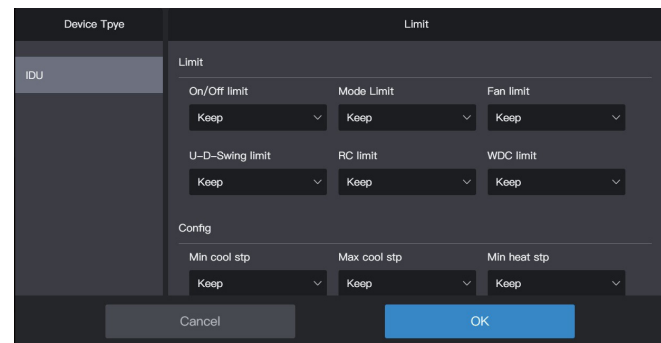 Device Tpye
Limit
IDU
Limit
On/Off limit
Mode Limit
Fan limit
Keep
Keep
Keep
U-D-Swing limit
RC limit
WDC limit
Keep
Keep
Keep
Config
Min cool stp
Max cool stp
Min heat stp
Keep
Keep
Keep
Cancel
OK